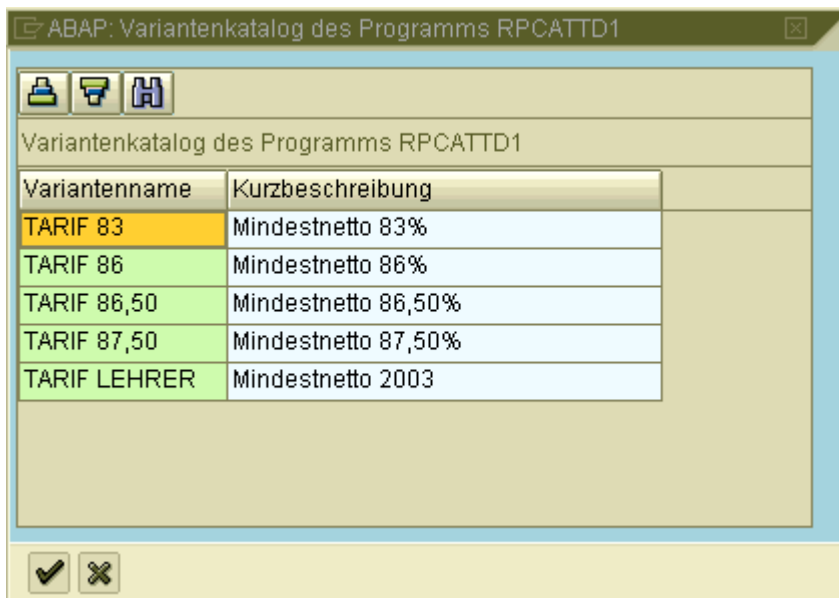 ABAP: Variantenkatalog des Programms RPCATTD1
Variantenkatalog des Programms RPCATTD1
Variantenname Kurzbeschreibung
TARIF 83 Mindestnetto 83%
TARIF 86 Mindestnetto 86%
TARIF 86,50 Mindestnetto 86,50%
TARIF 87,50 Mindestnetto 87,50%
TARIF LEHRER Mindestnetto 2003